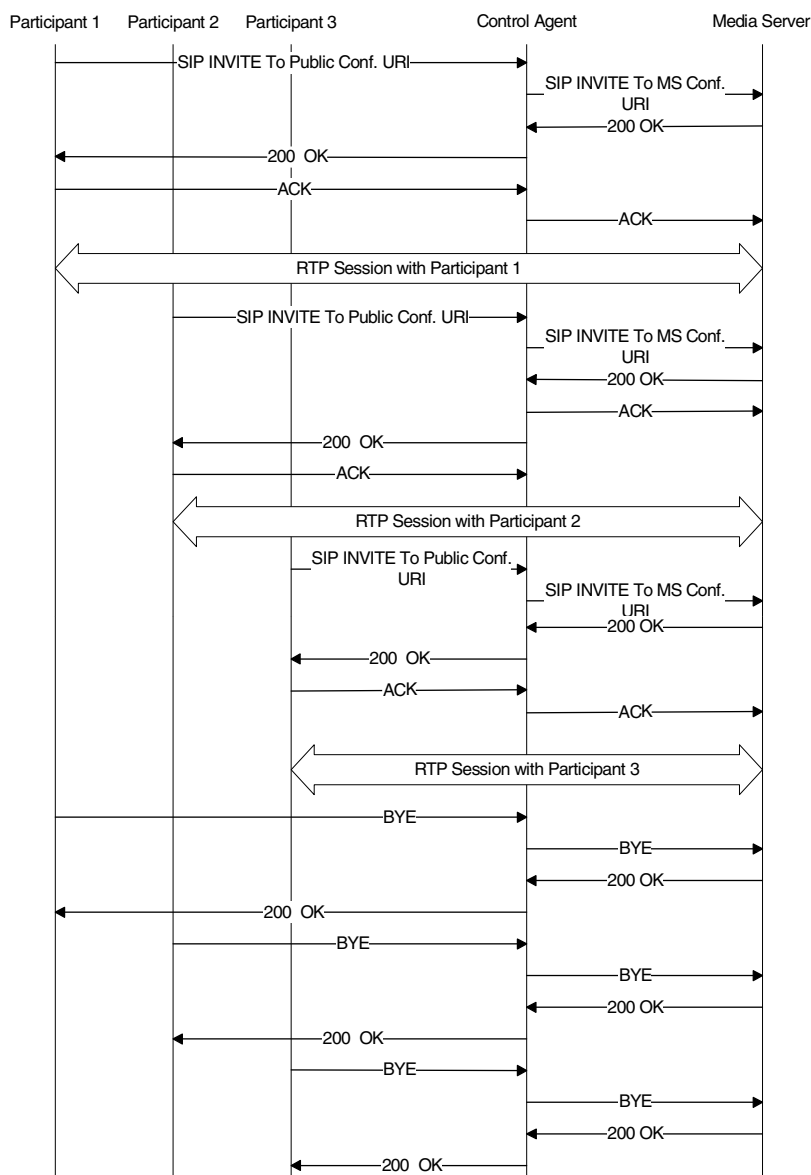 Participant 1
Participant 2
Participant 3
Control Agent
Media Server
SIP INVITE To Public Conf. URI
SIP INVITE To MS Conf.
URI
200 OK
200 OK
ACK
ACK
RTP Session with Participant 1
SIP INVITE To Public Conf. URI
SIP INVITE To MS Conf.
URI
200 OK
ACK
200 OK
ACK
RTP Session with Participant 2
SIP INVITE To Public Conf.
URI
SIP INVITE To MS Conf.
URI
200 OK
200 OK
ACK
ACK
RTP Session with Participant 3
BYE
BYE
200 OK
200 OK
BYE
BYE
200 OK
200 OK
BYE
BYE
200 OK
200 OK